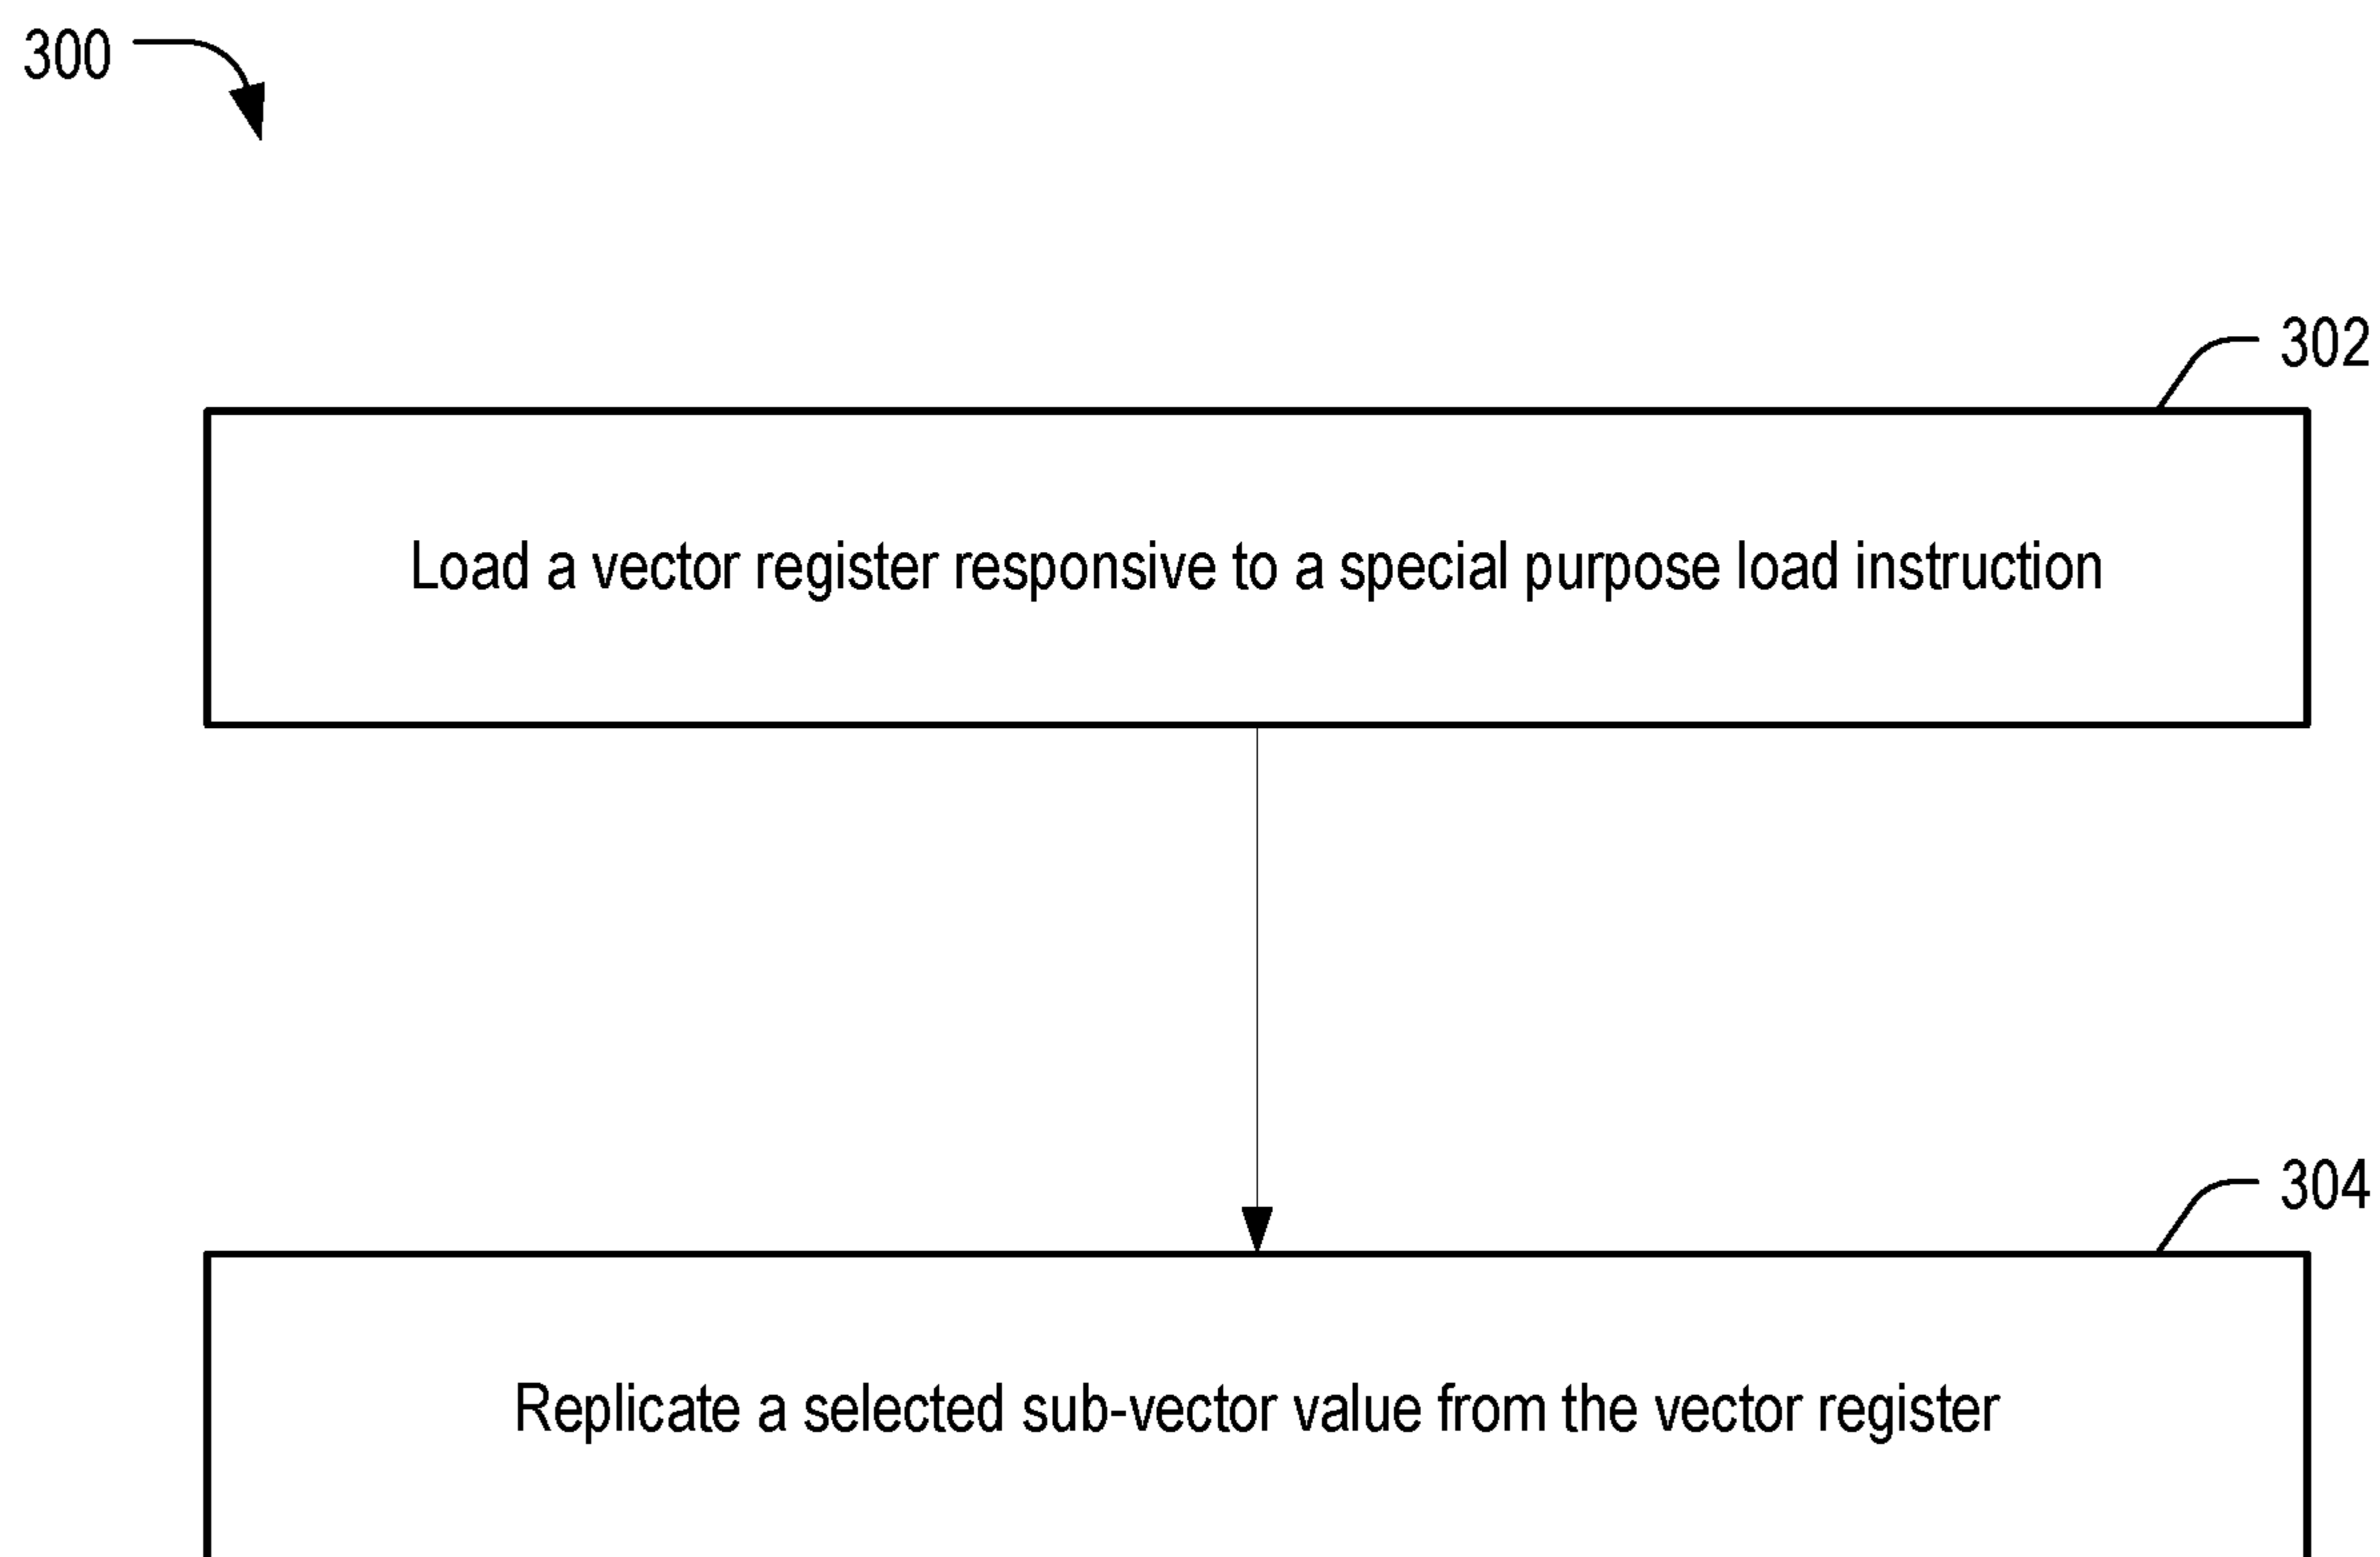 300
302
Load a vector register responsive to a special purpose load instruction
304
Replicate a selected sub-vector value from the vector register